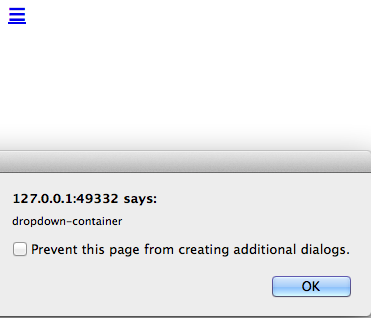 127.0.0.1:49332 says:
dropdown-container
Prevent this page from creating additional dialogs.
OK